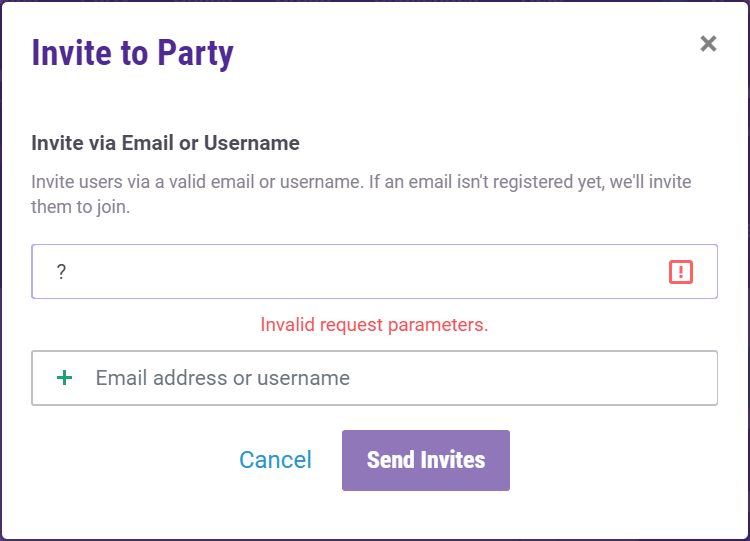 Invite to Party
Invite via Email or Username
Invite users via a valid email or username. If an email isn't registered yet, we'll invite
them to join.
?
Invalid request parameters.
Email address or username
Cancel
Send Invites